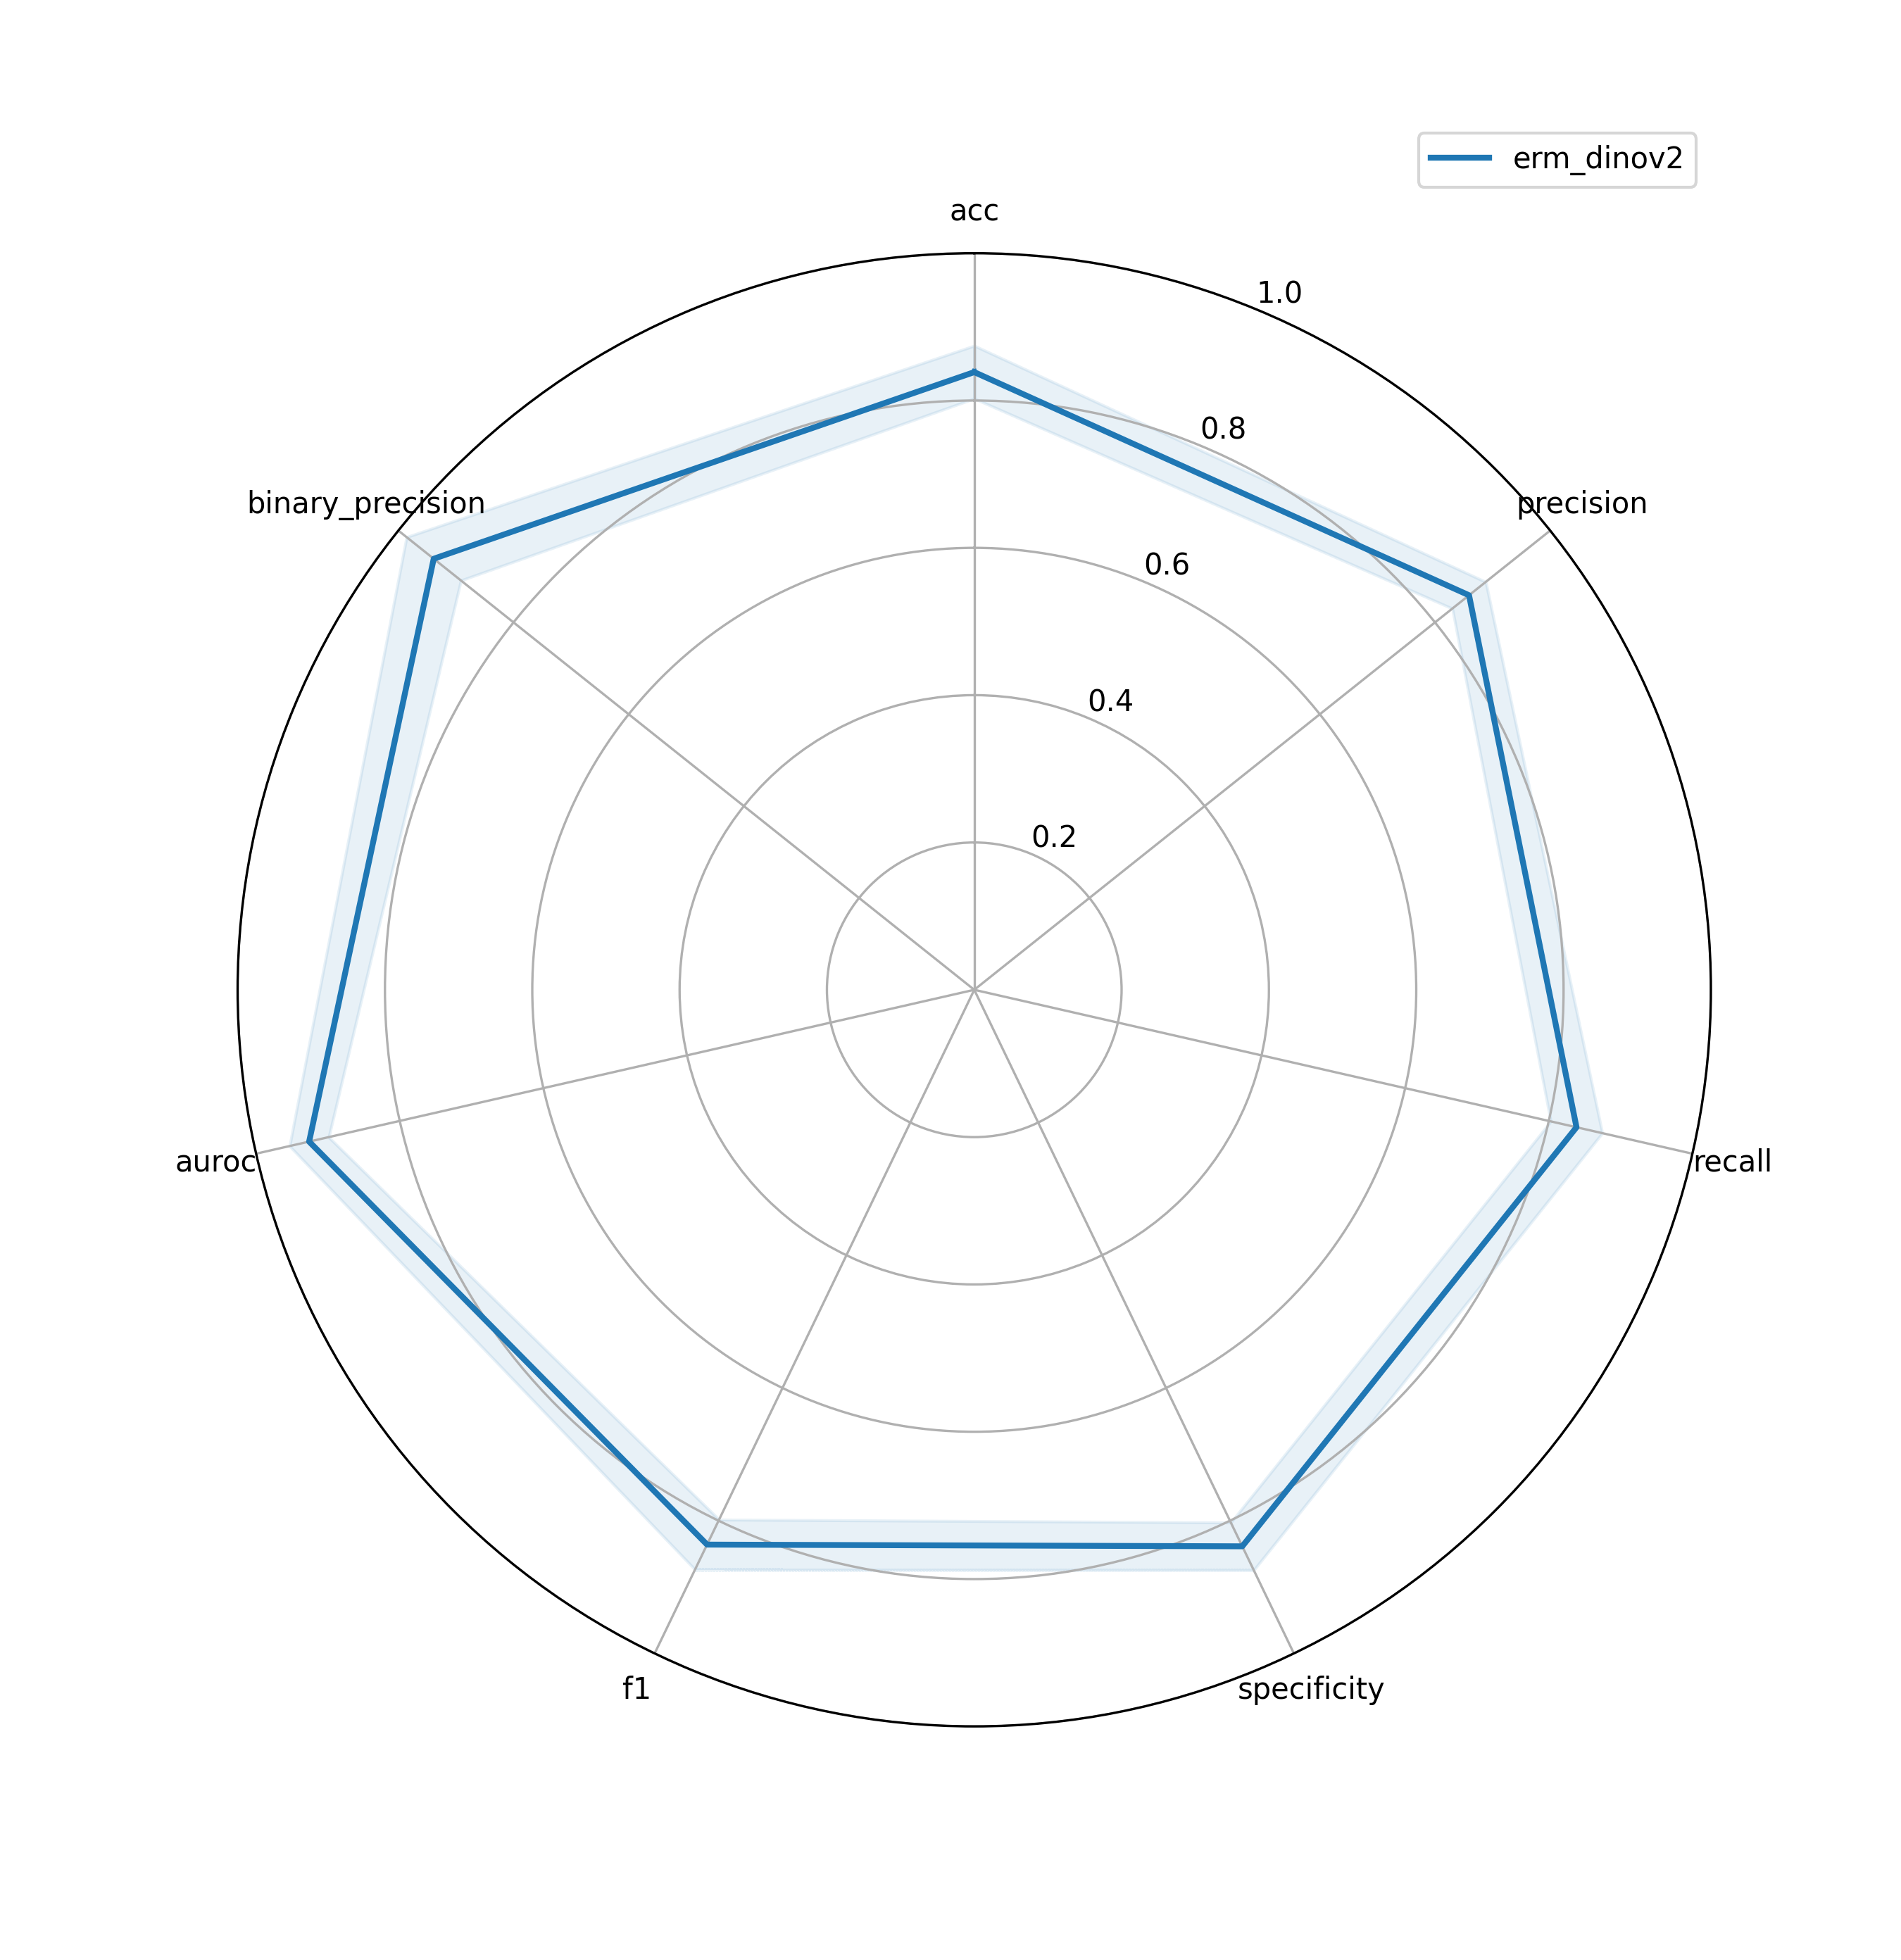 erm_dinov2
acc
1.0
0.8
binary_precision
precision
0.6
0.4
0.2
auroc
recall
f1
specificity